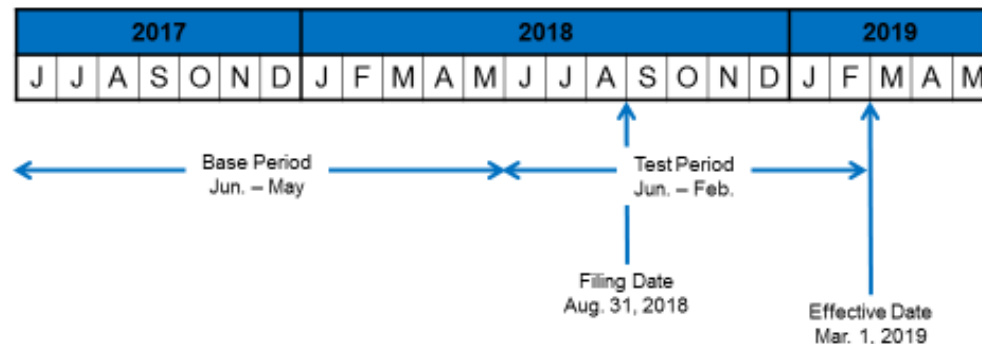 2017 2018 2019
J J A S O N D J F M A M J J A S O N D J F M A M
Base Period
Jun. – May
Test Period
Jun. – Feb.
Filing Date
Aug. 31, 2018
Effective Date
Mar. 1, 2019